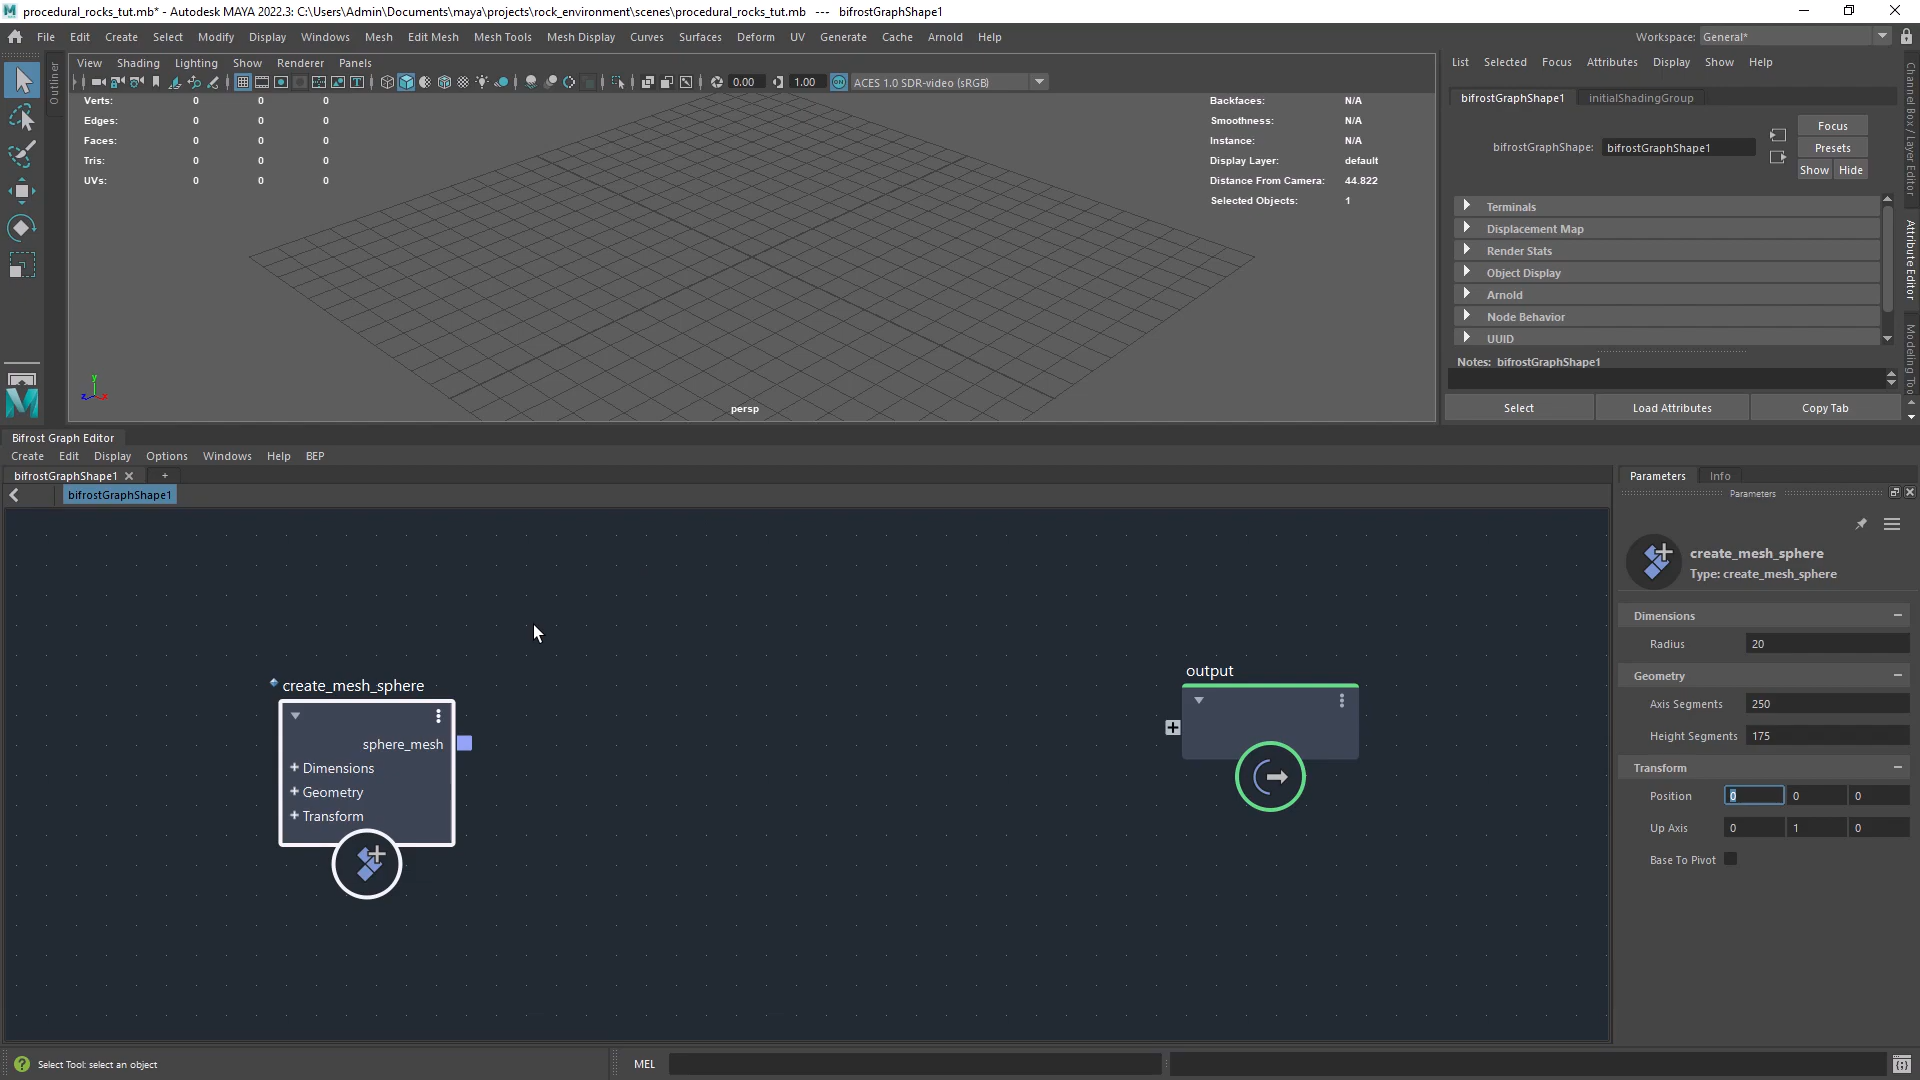 procedural_rocks_tut.mb* - Autodesk MAYA 2022.3: C:\Users\Admin\Documents\maya\projects\rock_environment\scenes\procedural_rocks_tut.mb --- bifrostGraphShape1
File Edit Create Select Modify Display Windows Mesh Edit Mesh Mesh Tools Mesh Display Curves Surfaces Deform UV Generate Cache Arnold Help
Workspace: General*
View Shading Lighting Show Renderer Panels
0.00 1.00 ACES 1.0 SDR-video (sRGB)
Outliner
Verts: 0 0 0
Edges: 0 0 0
Faces: 0 0 0
Tris: 0 0 0
UVs: 0 0 0
Backfaces: N/A
Smoothness: N/A
Instance: N/A
Display Layer: default
Distance From Camera: 44.822
Selected Objects: 1
y
z x
persp
List Selected Focus Attributes Display Show Help
bifrostGraphShape1 initialShadingGroup
bifrostGraphShape: bifrostGraphShape1
Focus
Presets
Show Hide
Terminals
Displacement Map
Render Stats
Object Display
Arnold
Node Behavior
UUID
Notes: bifrostGraphShape1
Select Load Attributes Copy Tab
Channel Box / Layer Editor
Attribute Editor
Modeling Too
Bifrost Graph Editor
Create Edit Display Options Windows Help BEP
bifrostGraphShape1
+
bifrostGraphShape1
create_mesh_sphere
sphere_mesh
Dimensions
Geometry
Transform
output
Parameters Info
Parameters
create_mesh_sphere
Type: create_mesh_sphere
Dimensions
Radius 20
Geometry
Axis Segments 250
Height Segments 175
Transform
Position 0 0 0
Up Axis 0 1 0
Base To Pivot
Select Tool: select an object
MEL